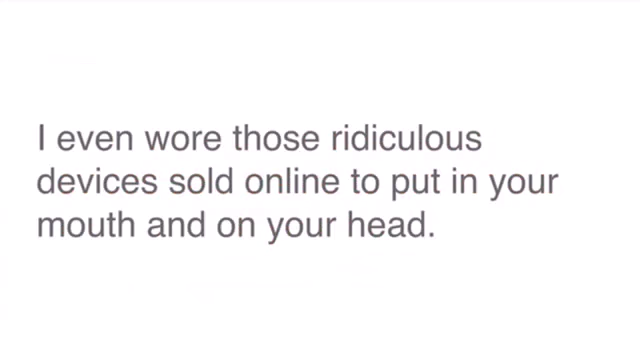 I even wore those ridiculous
devices sold online to put in your
mouth and on your head.